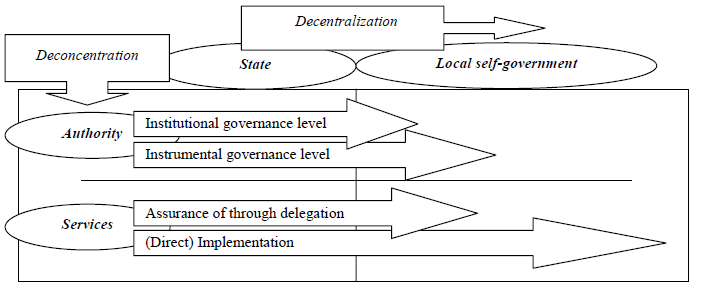 Decentralization
Deconcentration
State
Local self-government
Authority
Institutional governance level
Instrumental governance level
Services
Assurance of through delegation
(Direct) Implementation